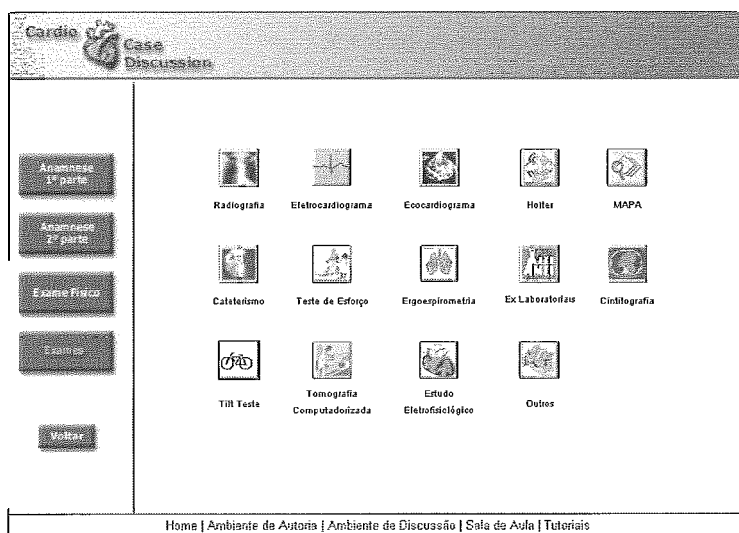 Cardio
Case
Discussion
Anamnese
1ª parte
Anamnese
2ª parte
Exame Físico
Exames
Voltar
Radiografia
Eletrocardiograma
Ecocardiograma
Holter
MAPA
Cateterismo
Teste de Esforço
Ergoespirometria
Ex Laboratoriais
Cintilografia
Tilt Teste
Tomografia
Computadorizada
Estudo
Eletrofisiológico
Outros
Home | Ambiente de Autoria | Ambiente de Discussão | Sala de Aula | Tutoriais